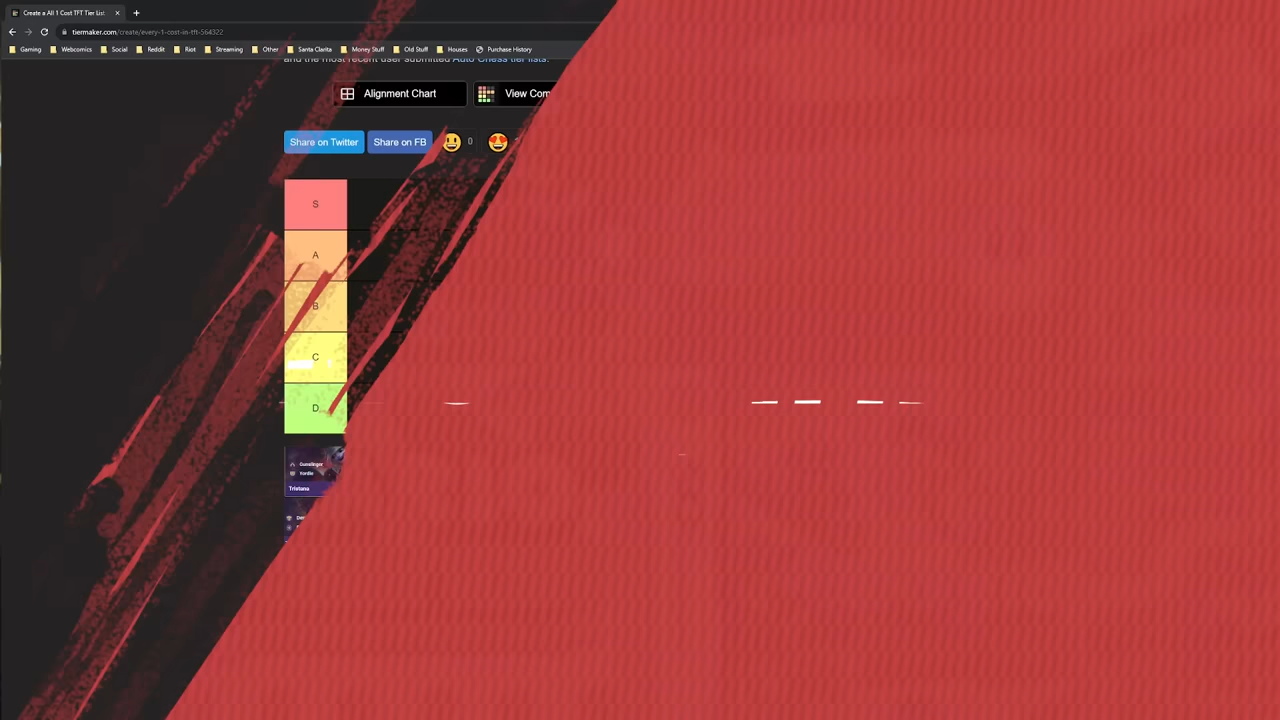 Create a All 1 Cost TFT Tier List
tiermaker.com/create/every-1-cost-in-tft-564322
Gaming Webcomics Social Reddit Riot Streaming Other Santa Clarita Money Stuff Old Stuff Houses Purchase History
and the most recent user submitted Auto Chess tier lists.
Alignment Chart View Com
Share on Twitter Share on FB 0
S
A
B
C
D
Gunslinger
Yordle
Tristana